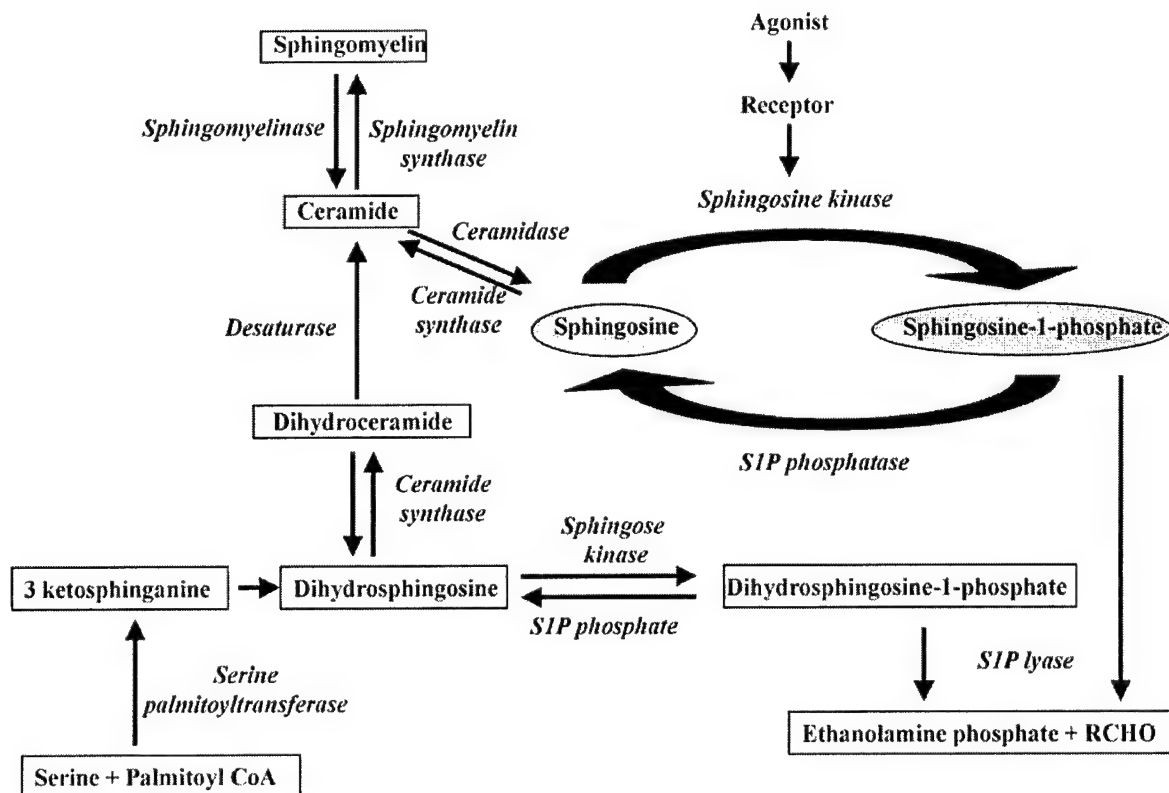 Sphingomyelin
Agonist
Receptor
Sphingomyelinase
Sphingomyelin
synthase
Sphingosine kinase
Ceramide
Ceramidase
Ceramide
synthase
Desaturase
Sphingosine
Sphingosine-1-phosphate
Dihydroceramide
S1P phosphatase
Ceramide
synthase
Sphingose
kinase
3 ketosphinganine
Dihydrosphingosine
Dihydrosphingosine-1-phosphate
S1P phosphate
Serine
palmitoyltransferase
S1P lyase
Ethanolamine phosphate + RCHO
Serine + Palmitoyl CoA